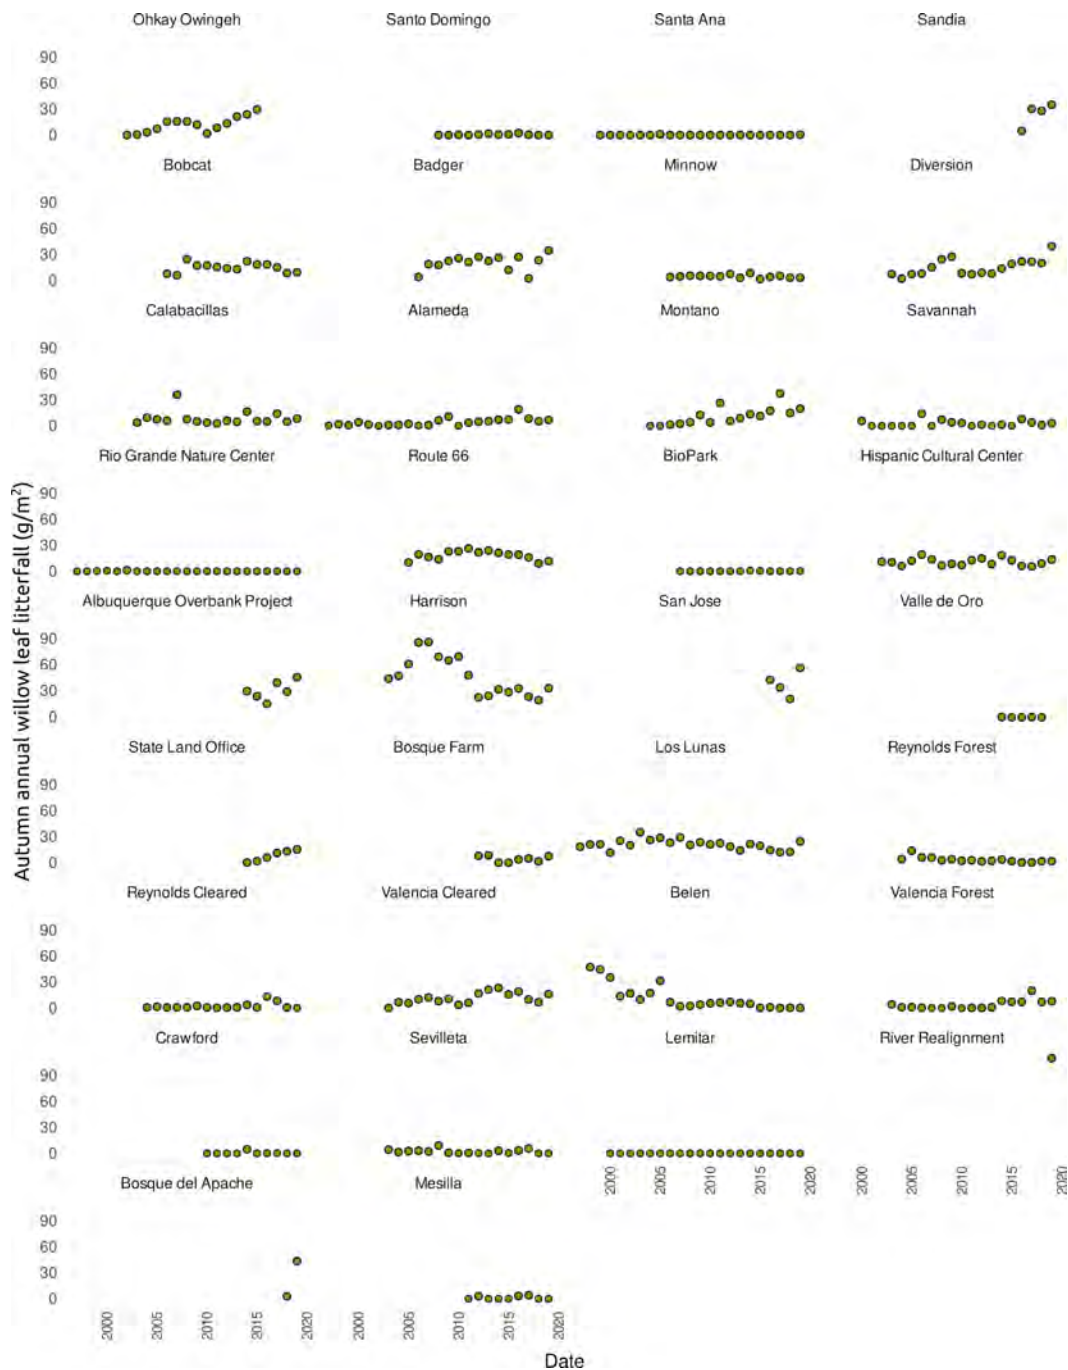 Ohkay Owingeh Santo Domingo Santa Ana Sandia
90
60
30
0
Bobcat Badger Minnow Diversion
90
60
30
0
Calabacillas Alameda Montano Savannah
90
60
30
0
Rio Grande Nature Center Route 66 BioPark Hispanic Cultural Center
90
60
30
0
Albuquerque Overbank Project Harrison San Jose Valle de Oro
90
60
30
0
State Land Office Bosque Farm Los Lunas Reynolds Forest
90
60
30
0
Reynolds Cleared Valencia Cleared Belen Valencia Forest
90
60
30
0
Crawford Sevilleta Lemitar River Realignment
90
60
30
0
2000 2005 2010 2015 2020 2000 2005 2010 2015 2020
Bosque del Apache Mesilla
90
60
30
0
2000 2005 2010 2015 2020 2000 2005 2010 2015 2020
Date
Autumn annual willow leaf litterfall (g/m²)